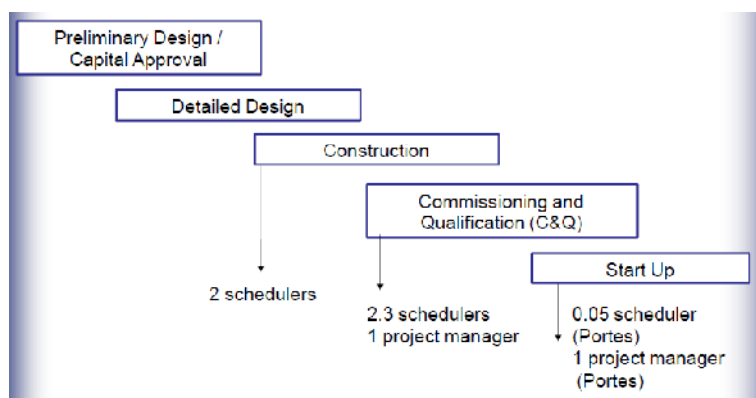 Preliminary Design /
Capital Approval
Detailed Design
Construction
Commissioning and
Qualification (C&Q)
Start Up
2 schedulers
2.3 schedulers
1 project manager
0.05 scheduler
(Portes)
1 project manager
(Portes)